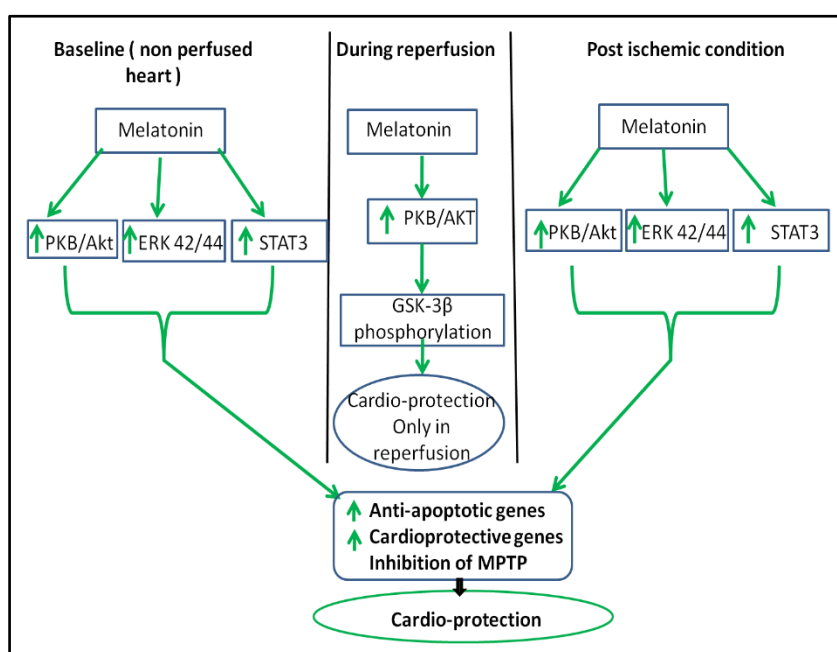 Baseline ( non perfused
heart )
Melatonin
PKB/Akt
ERK 42/44
STAT3
During reperfusion
Melatonin
PKB/AKT
GSK-3β
phosphorylation
Cardio-protection
Only in
reperfusion
Post ischemic condition
Melatonin
PKB/Akt
ERK 42/44
STAT3
Anti-apoptotic genes
Cardioprotective genes
Inhibition of MPTP
Cardio-protection